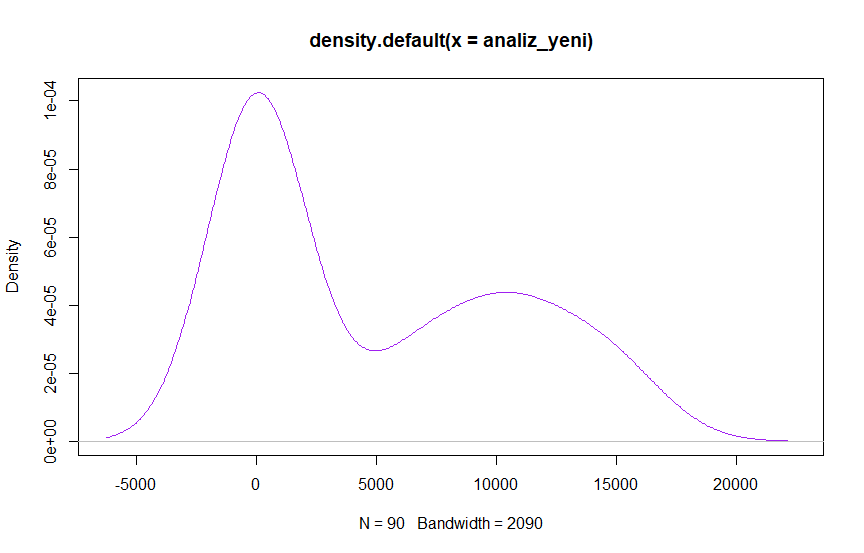 density.default(x = analiz_yeni)
Density
1e-04
8e-05
6e-05
4e-05
2e-05
0e+00
-5000 0 5000 10000 15000 20000
N = 90 Bandwidth = 2090